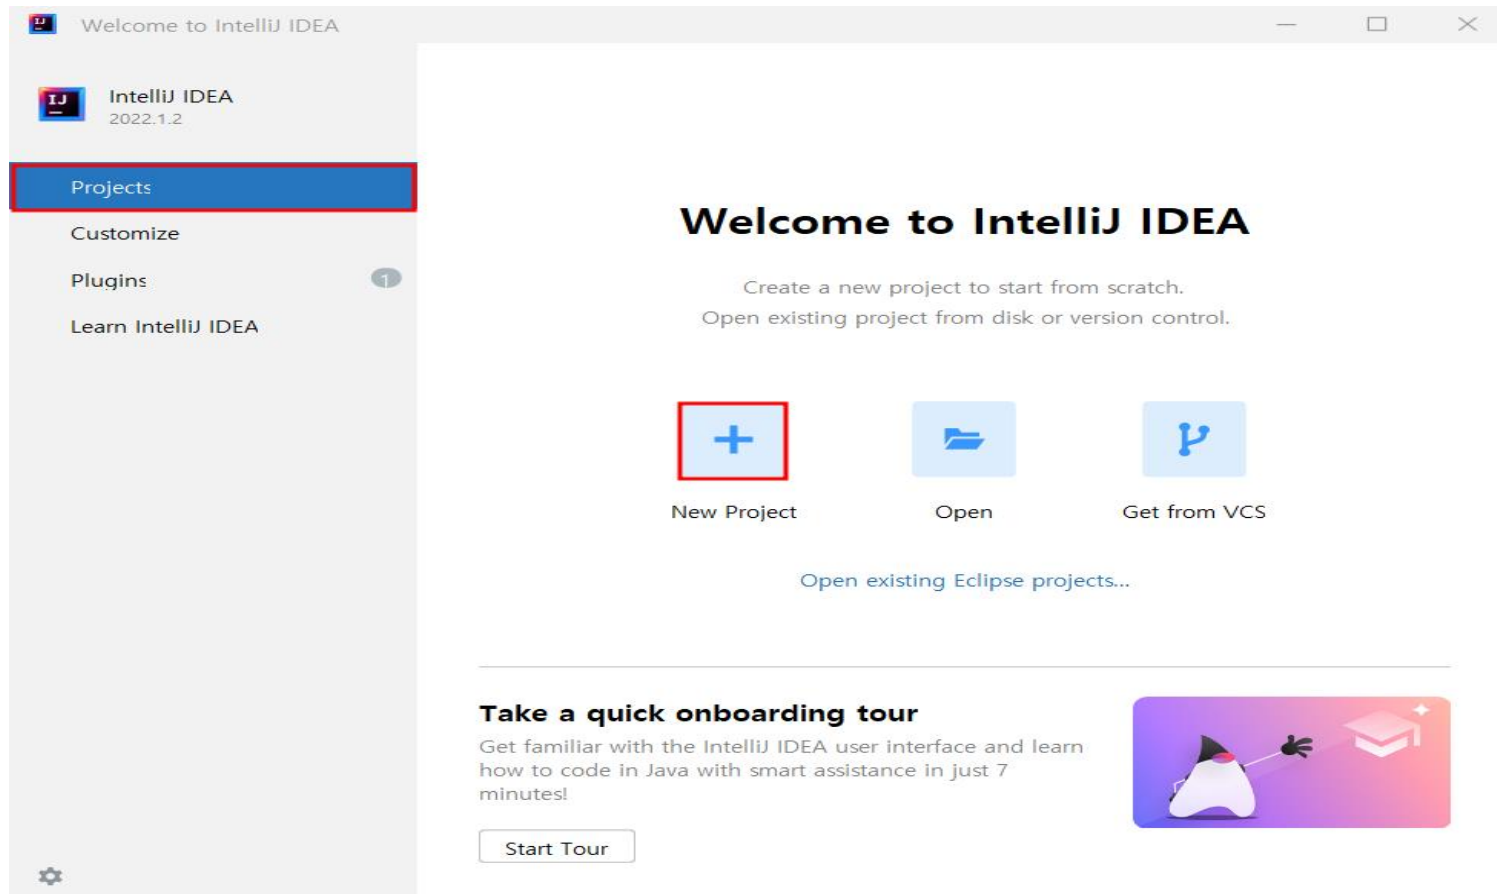 Welcome to IntelliJ IDEA
IntelliJ IDEA
2022.1.2
Projects
Customize
Plugins 1
Learn IntelliJ IDEA
Welcome to IntelliJ IDEA
Create a new project to start from scratch.
Open existing project from disk or version control.
New Project Open Get from VCS
Open existing Eclipse projects...
Take a quick onboarding tour
Get familiar with the IntelliJ IDEA user interface and learn
how to code in Java with smart assistance in just 7
minutes!
Start Tour